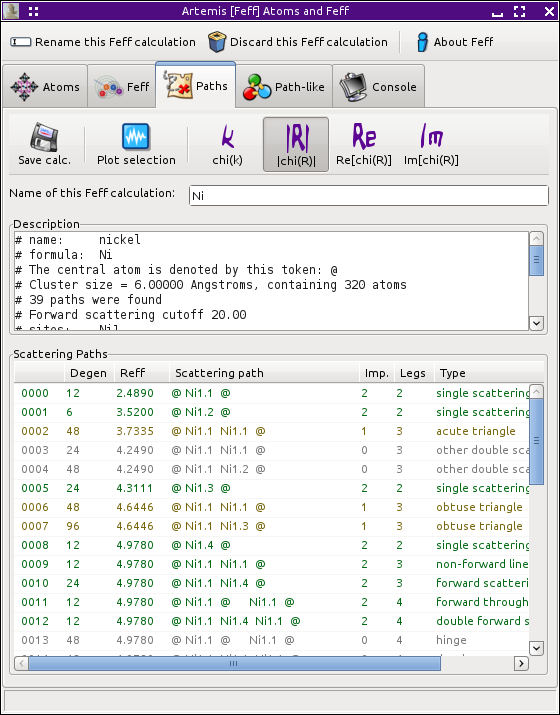 Artemis [Feff] Atoms and Feff
Rename this Feff calculation Discard this Feff calculation About Feff
Atoms Feff Paths Path-like Console
k |R| Re Im
Save calc. Plot selection chi(k) |chi(R)| Re[chi(R)] Im[chi(R)]
Name of this Feff calculation: Ni
Description
# name: nickel
# formula: Ni
# The central atom is denoted by this token: @
# Cluster size = 6.00000 Angstroms, containing 320 atoms
# 39 paths were found
# Forward scattering cutoff 20.00
# sites: Ni1
Scattering Paths
Degen Reff Scattering path Imp. Legs Type
0000 12 2.4890 @ Ni1.1 @ 2 2 single scattering
0001 6 3.5200 @ Ni1.2 @ 2 2 single scattering
0002 48 3.7335 @ Ni1.1 Ni1.1 @ 1 3 acute triangle
0003 24 4.2490 @ Ni1.1 Ni1.1 @ 0 3 other double sca
0004 48 4.2490 @ Ni1.1 Ni1.2 @ 0 3 other double sca
0005 24 4.3111 @ Ni1.3 @ 2 2 single scattering
0006 48 4.6446 @ Ni1.1 Ni1.1 @ 1 3 obtuse triangle
0007 96 4.6446 @ Ni1.1 Ni1.3 @ 1 3 obtuse triangle
0008 12 4.9780 @ Ni1.4 @ 2 2 single scattering
0009 12 4.9780 @ Ni1.1 Ni1.1 @ 2 3 non-forward line
0010 24 4.9780 @ Ni1.1 Ni1.4 @ 2 3 forward scatteri
0011 12 4.9780 @ Ni1.1 @ Ni1.1 @ 2 4 forward through
0012 12 4.9780 @ Ni1.1 Ni1.4 Ni1.1 @ 2 4 double forward s
0013 48 4.9780 @ Ni1.1 @ Ni1.1 @ 0 4 hinge